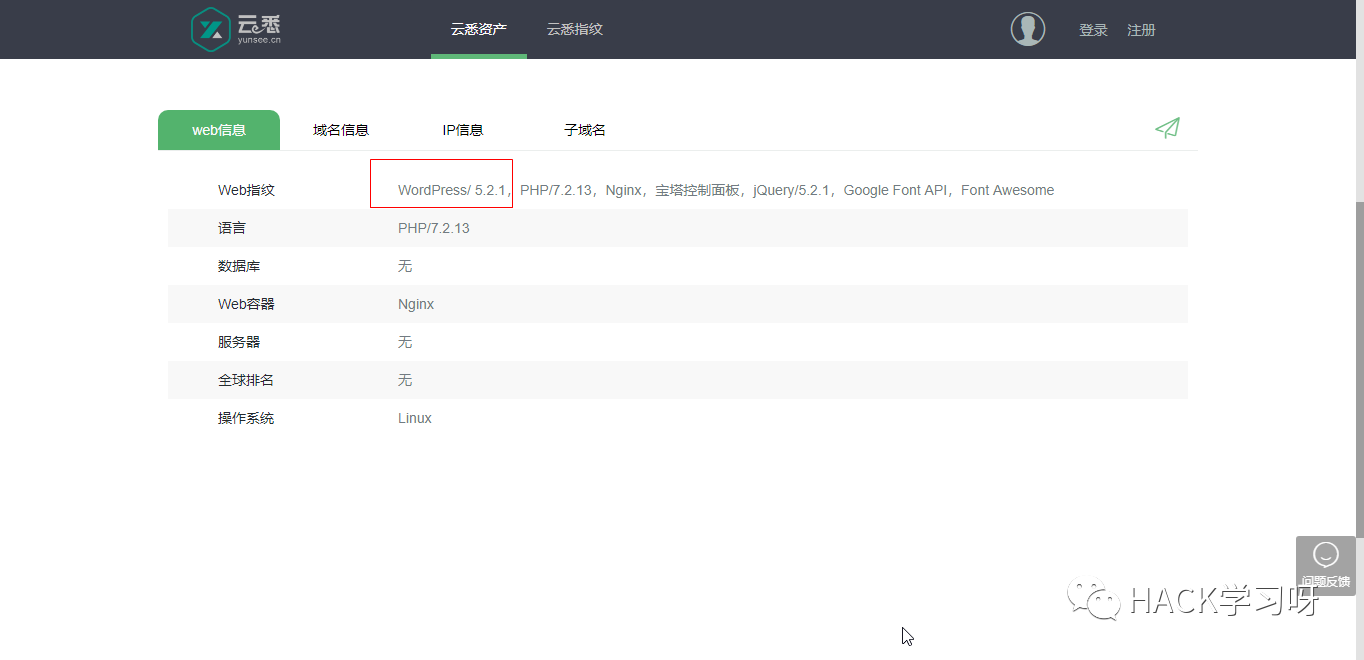 云悉 yunsee.cn 云悉资产 云悉指纹 登录 注册
web信息 域名信息 IP信息 子域名
Web指纹 WordPress/ 5.2.1，PHP/7.2.13，Nginx，宝塔控制面板，jQuery/5.2.1，Google Font API，Font Awesome
语言 PHP/7.2.13
数据库 无
Web容器 Nginx
服务器 无
全球排名 无
操作系统 Linux
问题反馈
HACK学习呀